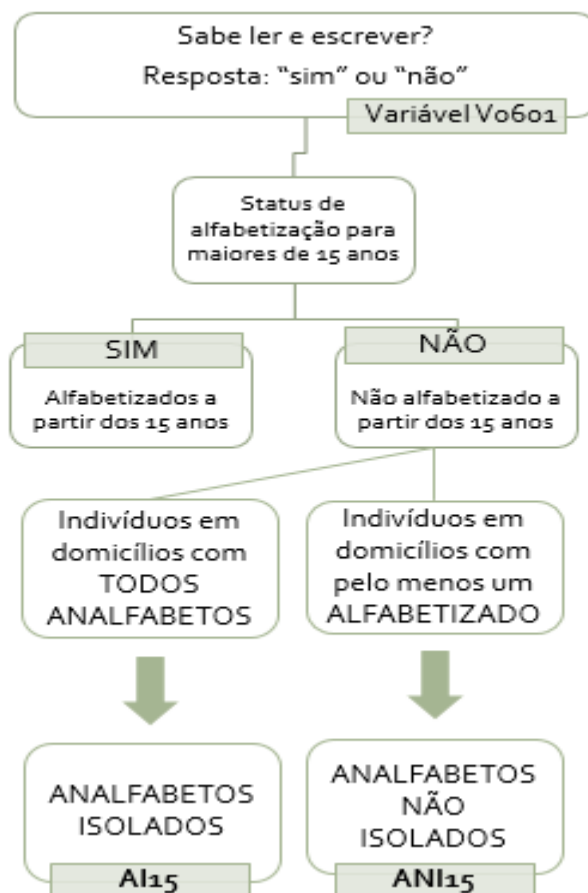 Sabe ler e escrever?
Resposta: “sim” ou “não”
Variável V0601
Status de
alfabetização para
maiores de 15 anos
SIM
Alfabetizados a
partir dos 15 anos
NÃO
Não alfabetizado a
partir dos 15 anos
Indivíduos em
domicílios com
TODOS
ANALFABETOS
Indivíduos em
domicílios com
pelo menos um
ALFABETIZADO
ANALFABETOS
ISOLADOS
AI15
ANALFABETOS
NÃO
ISOLADOS
ANI15